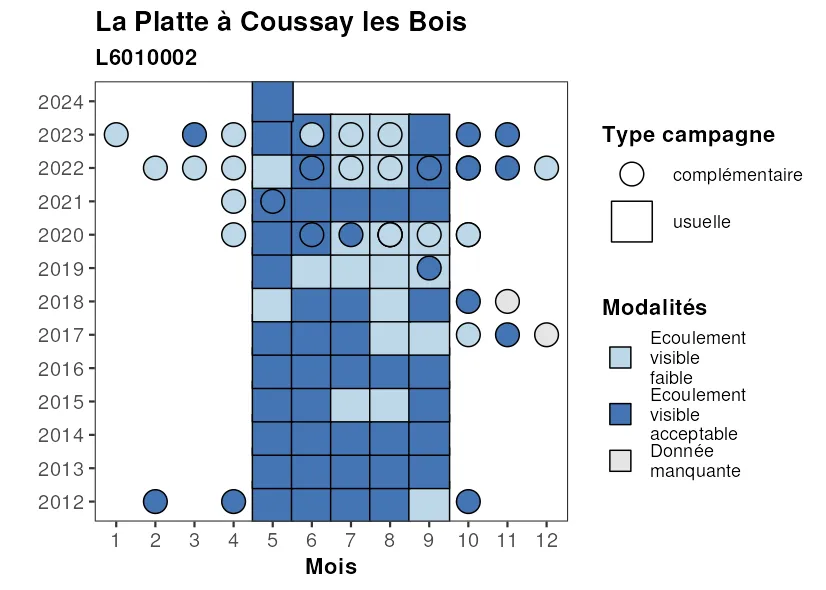 La Platte à Coussay les Bois
L6010002
2024
2023
2022
2021
2020
2019
2018
2017
2016
2015
2014
2013
2012
1 2 3 4 5 6 7 8 9 10 11 12
Mois
Type campagne
complémentaire
usuelle
Modalités
Ecoulement
visible
faible
Ecoulement
visible
acceptable
Donnée
manquante